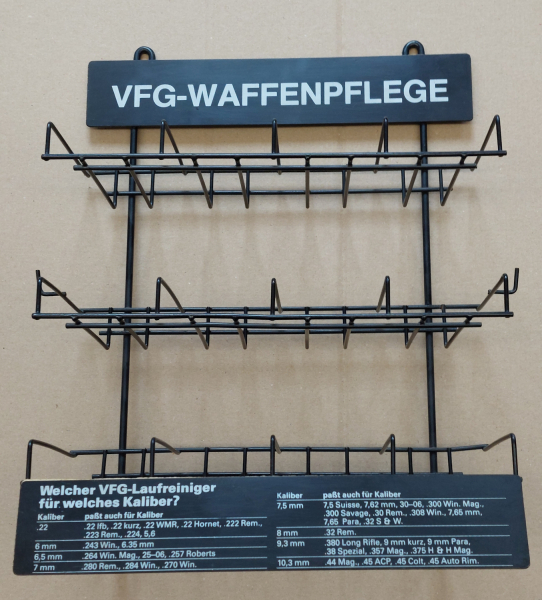 VFG-WAFFENPFLEGE
Welcher VFG-Laufreiniger
für welches Kaliber?
Kaliber paßt auch für Kaliber
.22 .22 lfb, .22 kurz, .22 WMR, .22 Hornet, .222 Rem.,
.223 Rem., .224, 5,6
6 mm .243 Win., 6.35 mm
6,5 mm .264 Win. Mag., 25-06, .257 Roberts
7 mm .280 Rem., .284 Win., .270 Win.
Kaliber paßt auch für Kaliber
7,5 mm 7,5 Suisse, 7,62 mm, 30-06, .300 Win. Mag.,
.300 Savage, .30 Rem., .308 Win., 7,65 mm,
7,65 Para, .32 S & W.
8 mm .32 Rem.
9,3 mm .380 Long Rifle, 9 mm kurz, 9 mm Para,
.38 Spezial, .357 Mag., .375 H & H Mag.
10,3 mm .44 Mag., .45 ACP, .45 Colt, .45 Auto Rim.